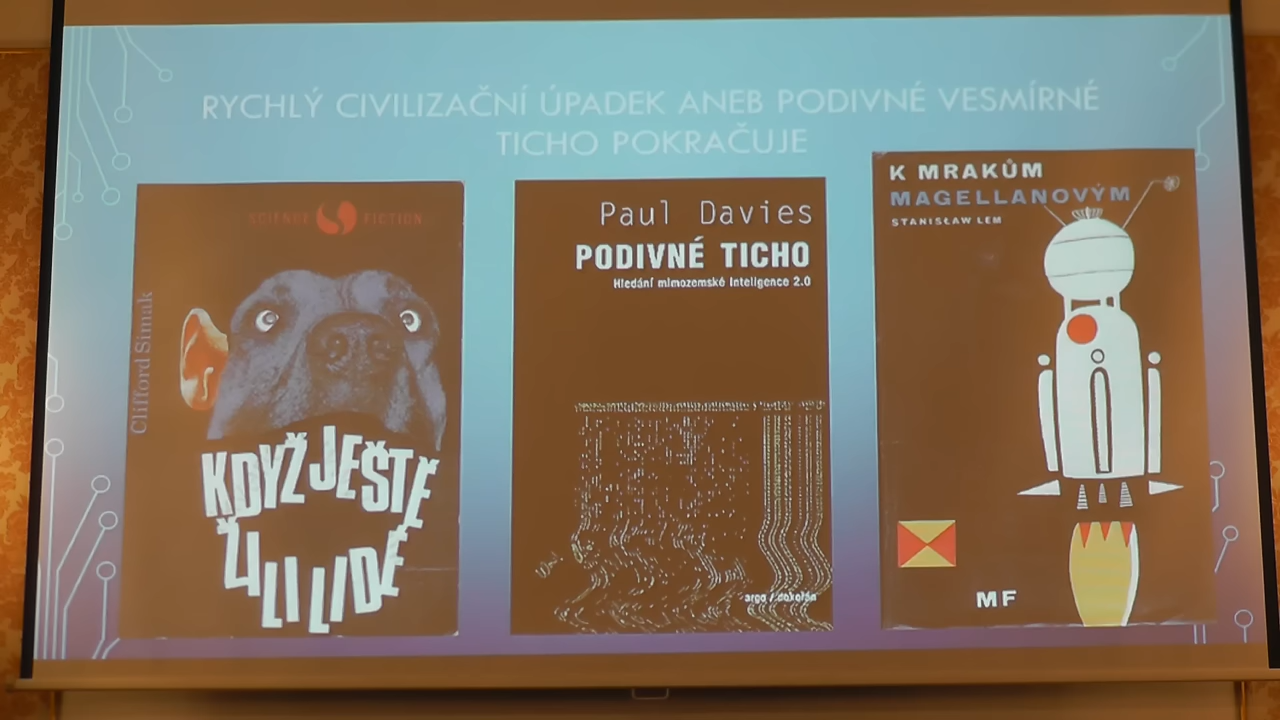 RYCHLÝ CIVILIZAČNÍ ÚPADEK ANEB PODIVNÉ VESMÍRNÉ
TICHO POKRAČUJE
SCIENCE FICTION
Clifford Simak
KDYŽ JEŠTĚ
ŽILI LIDÉ
Paul Davies
PODIVNÉ TICHO
Hledání mimozemské inteligence 2.0
argo / dokořán
K MRAKŮM
MAGELLANOVÝM
STANISŁAW LEM
MF